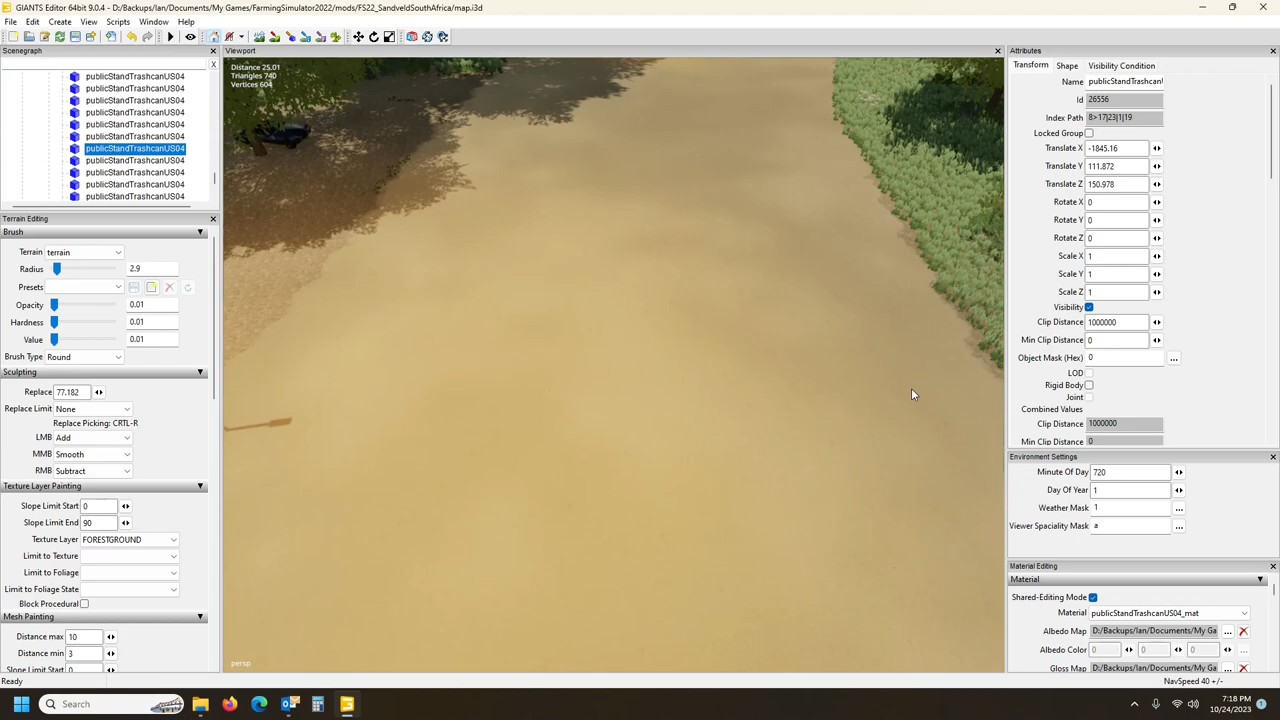 GIANTS Editor 64bit 9.0.4 - D:/Backups/Ian/Documents/My Games/FarmingSimulator2022/mods/FS22_SandveldSouthAfrica/map.i3d
File Edit Create View Scripts Window Help
Scenegraph
X
publicStandTrashcanUS04
publicStandTrashcanUS04
publicStandTrashcanUS04
publicStandTrashcanUS04
publicStandTrashcanUS04
publicStandTrashcanUS04
publicStandTrashcanUS04
publicStandTrashcanUS04
publicStandTrashcanUS04
publicStandTrashcanUS04
publicStandTrashcanUS04
Terrain Editing
Brush
Terrain terrain
Radius 2.9
Presets
Opacity 0.01
Hardness 0.01
Value 0.01
Brush Type Round
Sculpting
Replace 77.182
Replace Limit None
Replace Picking: CRTL-R
LMB Add
MMB Smooth
RMB Subtract
Texture Layer Painting
Slope Limit Start 0
Slope Limit End 90
Texture Layer FORESTGROUND
Limit to Texture
Limit to Foliage
Limit to Foliage State
Block Procedural
Mesh Painting
Distance max 10
Distance min 3
Slope Limit Start 0
Viewport
Distance 25.01
Triangles 740
Vertices 604
persp
Attributes
Transform Shape Visibility Condition
Name publicStandTrashcanU
Id 26556
Index Path 8>17|23|1|19
Locked Group
Translate X -1845.16
Translate Y 111.872
Translate Z 150.978
Rotate X 0
Rotate Y 0
Rotate Z 0
Scale X 1
Scale Y 1
Scale Z 1
Visibility
Clip Distance 1000000
Min Clip Distance 0
Object Mask (Hex) 0 ...
LOD
Rigid Body
Joint
Combined Values
Clip Distance 1000000
Min Clip Distance 0
Environment Settings
Minute Of Day 720
Day Of Year 1
Weather Mask 1 ...
Viewer Spaciality Mask a ...
Material Editing
Material
Shared-Editing Mode
Material publicStandTrashcanUS04_mat
Albedo Map D:/Backups/Ian/Documents/My Ga ...
Albedo Color 0 0 0 ...
Gloss Map D:/Backups/Ian/Documents/My Ga ...
Ready
NavSpeed 40 +/-
Search
7:18 PM
10/24/2023